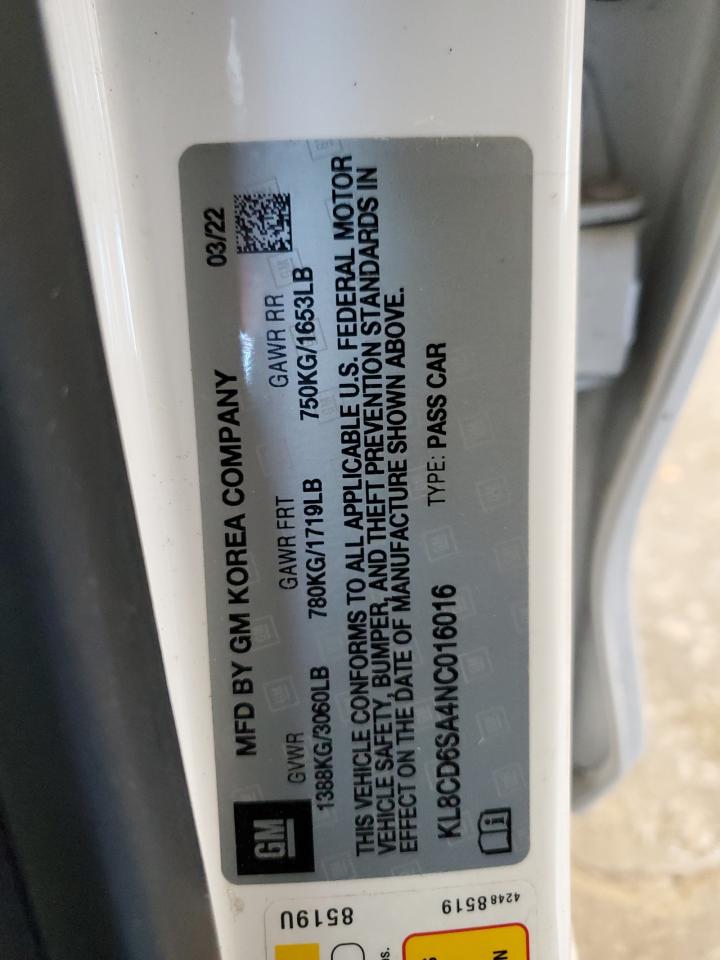 MFD BY GM KOREA COMPANY 03/22
GVWR GAWR FRT GAWR RR
1388KG/3060LB 780KG/1719LB 750KG/1653LB
THIS VEHICLE CONFORMS TO ALL APPLICABLE U.S. FEDERAL MOTOR
VEHICLE SAFETY, BUMPER, AND THEFT PREVENTION STANDARDS IN
EFFECT ON THE DATE OF MANUFACTURE SHOWN ABOVE.
KL8CD6SA4NC016016 TYPE: PASS CAR
GM
8519U
42488519